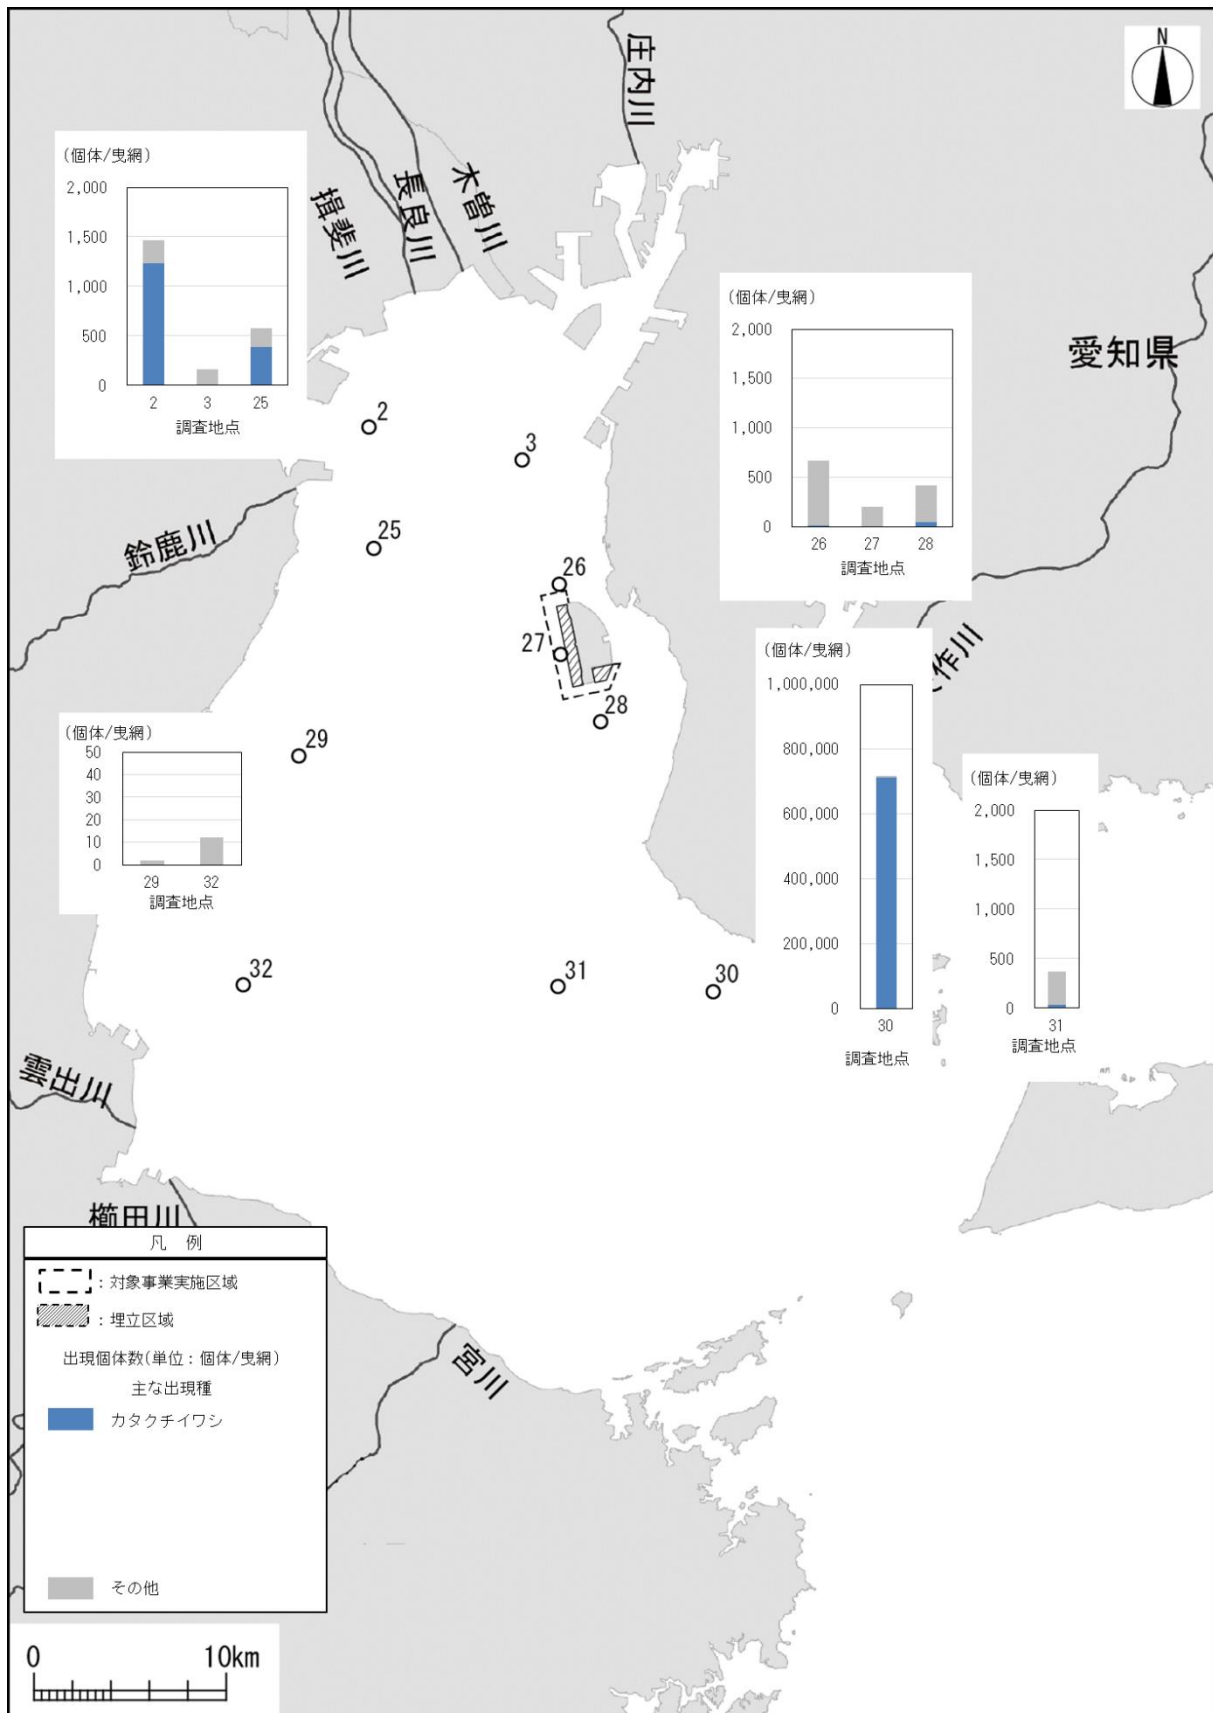 N
庄内川
木曽川
長良川
揖斐川
(個体/曳網)
2,000
1,500
1,000
500
0
2 3 25
調査地点
(個体/曳網)
2,000
1,500
1,000
500
0
26 27 28
調査地点
愛知県
2
3
25
26
27
28
29
30
31
32
鈴鹿川
作川
(個体/曳網)
50
40
30
20
10
0
29 32
調査地点
(個体/曳網)
1,000,000
800,000
600,000
400,000
200,000
0
30
調査地点
(個体/曳網)
2,000
1,500
1,000
500
0
31
調査地点
雲出川
櫛田川
宮川
凡 例
:対象事業実施区域
:埋立区域
出現個体数(単位:個体/曳網)
主な出現種
カタクチイワシ
その他
0 10km